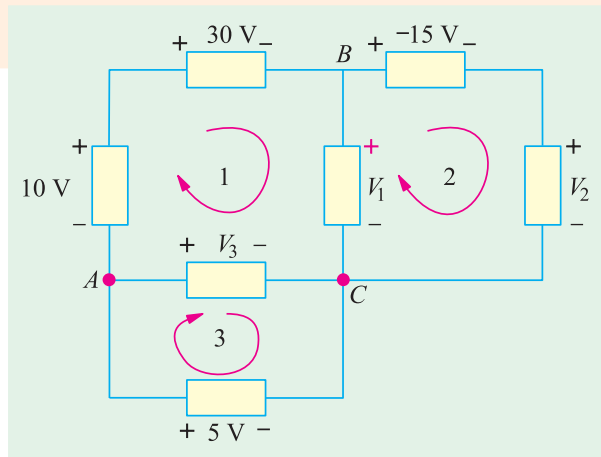 + 30 V - B + -15 V -
+ + +
10 V 1 V1 2 V2
- - -
+ V3 -
A C
3
+ 5 V -